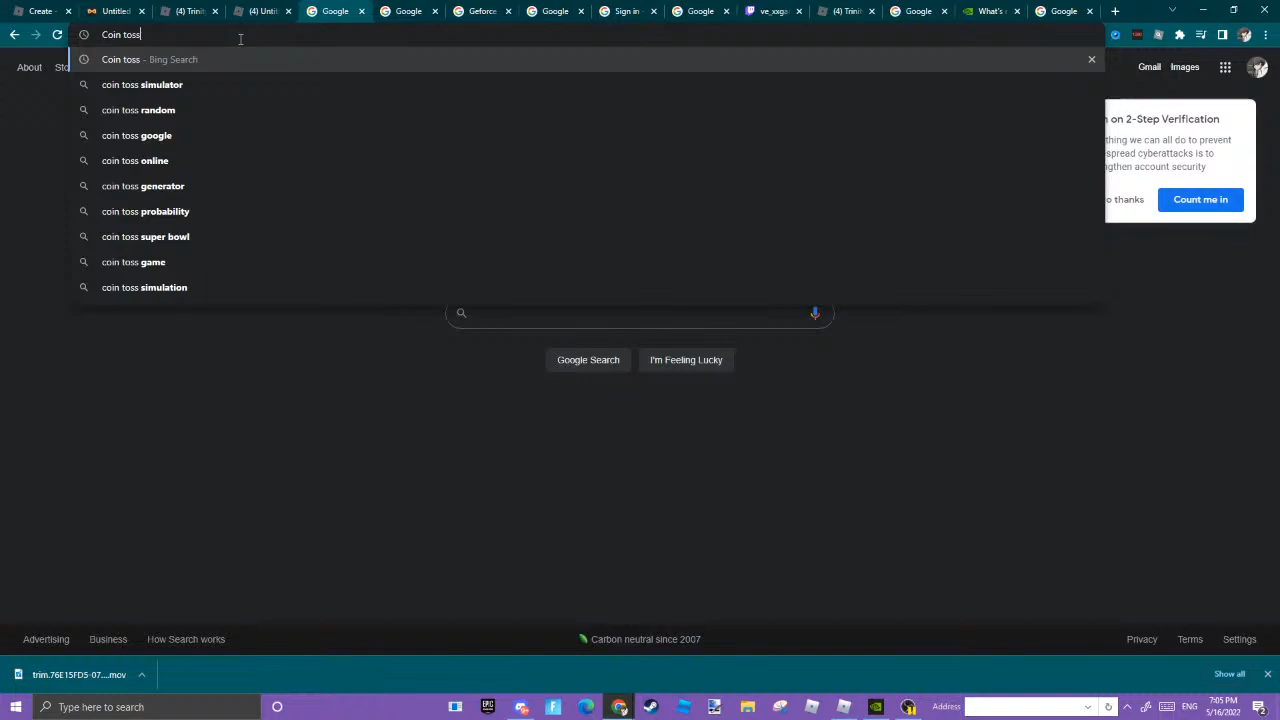 Create -
Untitled
(4) Trinit
(4) Untit
Google
Google
Geforce
Google
Sign in -
Google
ve_xxga
(4) Trinit
Google
What's n
Google
Coin toss
Coin toss - Bing Search
About
Sto
Gmail
Images
coin toss simulator
coin toss random
coin toss google
coin toss online
coin toss generator
coin toss probability
coin toss super bowl
coin toss game
coin toss simulation
n on 2-Step Verification
thing we can all do to prevent
spread cyberattacks is to
ngthen account security
o thanks
Count me in
Google Search
I'm Feeling Lucky
Advertising
Business
How Search works
Carbon neutral since 2007
Privacy
Terms
Settings
trim.76E15FD5-07....mov
Show all
Type here to search
EPIC
Address
ENG
7:05 PM
5/16/2022
2